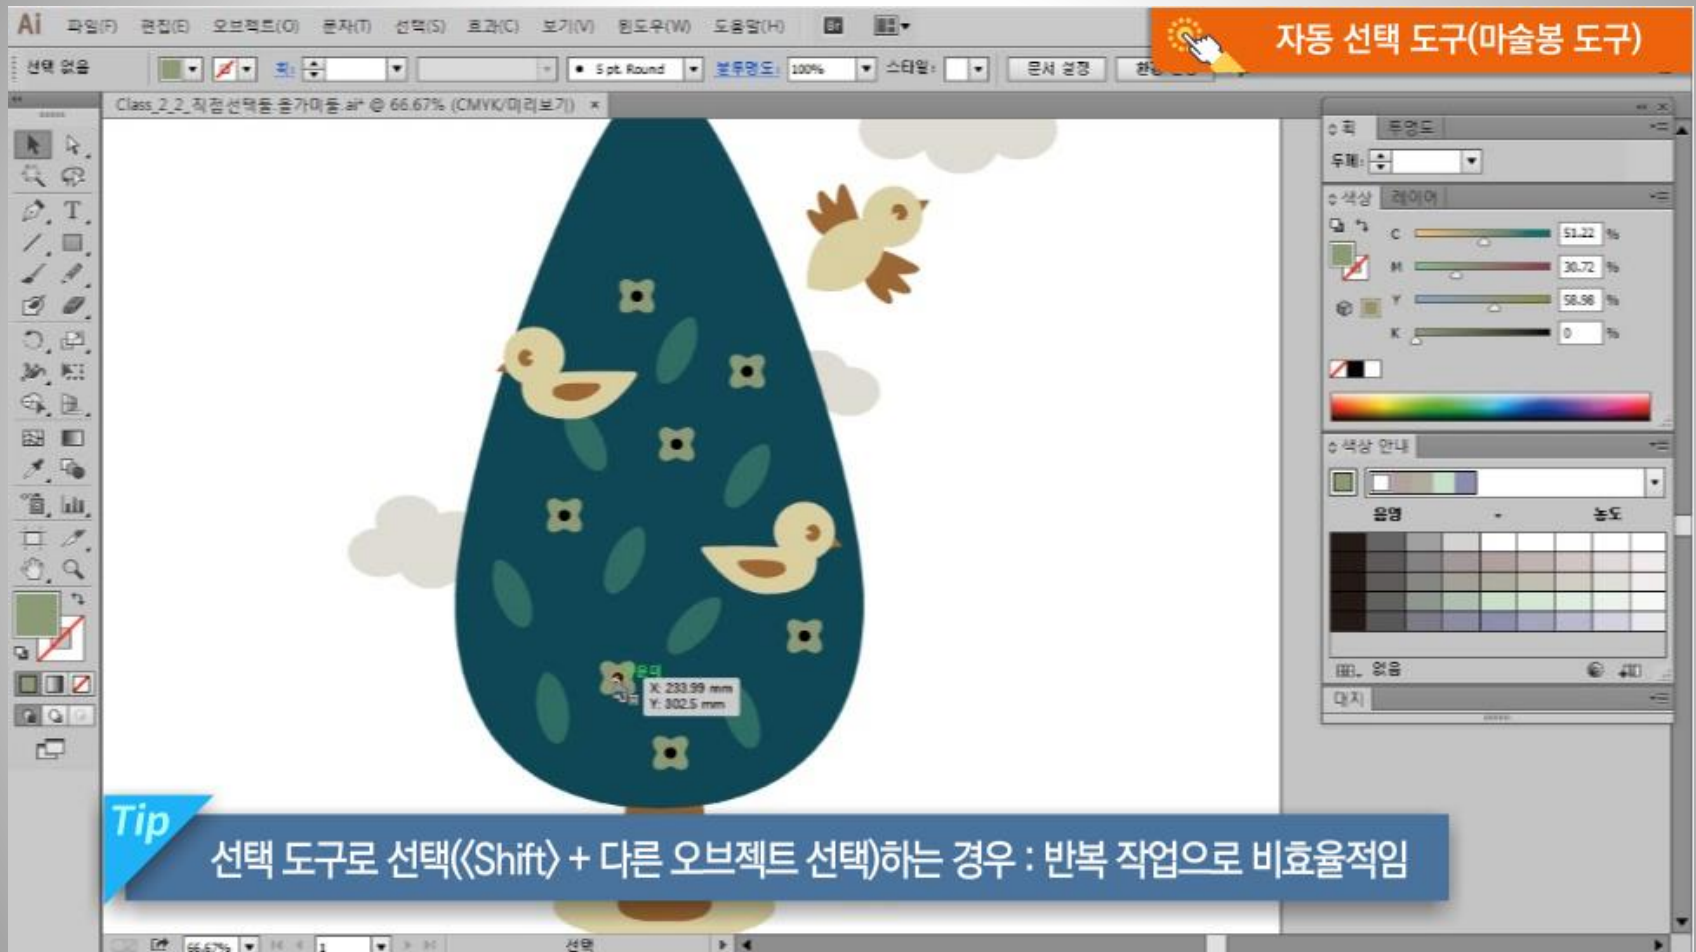 Ai 파일(F) 편집(E) 오브젝트(O) 문자(T) 선택(S) 효과(C) 보기(V) 윈도우(W) 도움말(H) Br
자동 선택 도구(마술봉 도구)
선택 없음 획: 5 pt. Round 불투명도: 100% 스타일: 문서 설정
Class_2_2_직접선택툴.올가미툴.ai* @ 66.67% (CMYK/미리보기) ×
획 투명도
두께:
색상 레이어
C 51.22 %
M 30.72 %
Y 58.98 %
K 0 %
색상 안내
음영 농도
없음
대지
X: 233.99 mm
Y: 302.5 mm
Tip
선택 도구로 선택(〈Shift〉 + 다른 오브젝트 선택)하는 경우 : 반복 작업으로 비효율적임
66.67% 1 선택